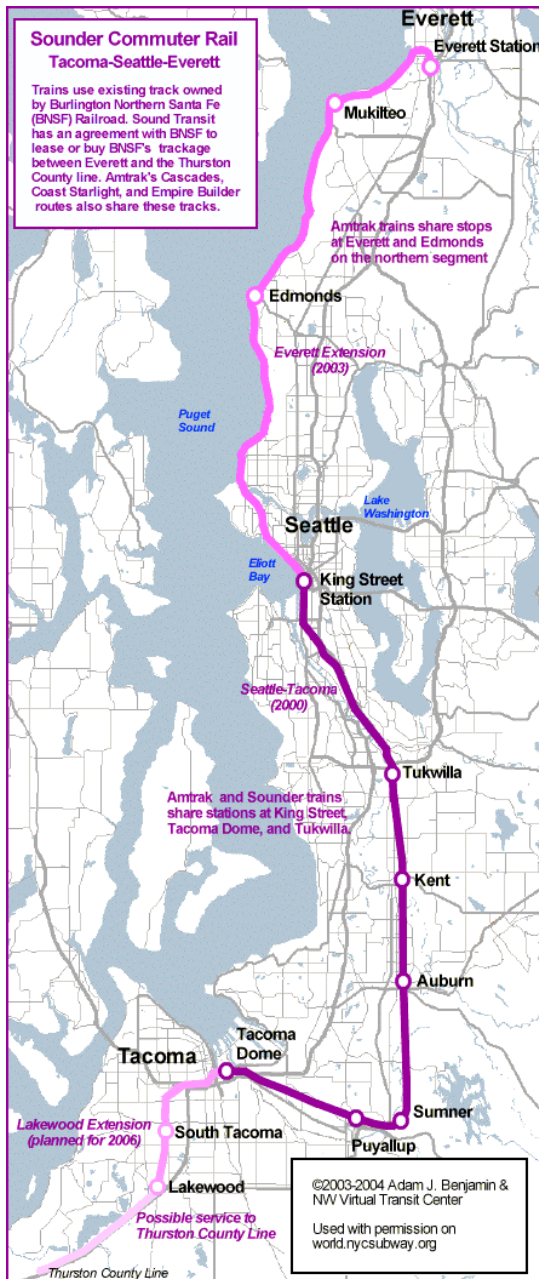 Sounder Commuter Rail
Tacoma-Seattle-Everett
Trains use existing track owned
by Burlington Northern Santa Fe
(BNSF) Railroad. Sound Transit
has an agreement with BNSF to
lease or buy BNSF's trackage
between Everett and the Thurston
County line. Amtrak's Cascades,
Coast Starlight, and Empire Builder
routes also share these tracks.
Everett
Everett Station
Mukilteo
Amtrak trains share stops
at Everett and Edmonds
on the northern segment
Edmonds
Everett Extension
(2003)
Puget
Sound
Lake
Washington
Seattle
Eliott
Bay
King Street
Station
Seattle-Tacoma
(2000)
Tukwilla
Amtrak and Sounder trains
share stations at King Street,
Tacoma Dome, and Tukwilla.
Kent
Auburn
Tacoma
Dome
Tacoma
Sumner
Puyallup
Lakewood Extension
(planned for 2006)
South Tacoma
Lakewood
Possible service to
Thurston County Line
Thurston County Line
©2003-2004 Adam J. Benjamin &
NW Virtual Transit Center
Used with permission on
world.nycsubway.org